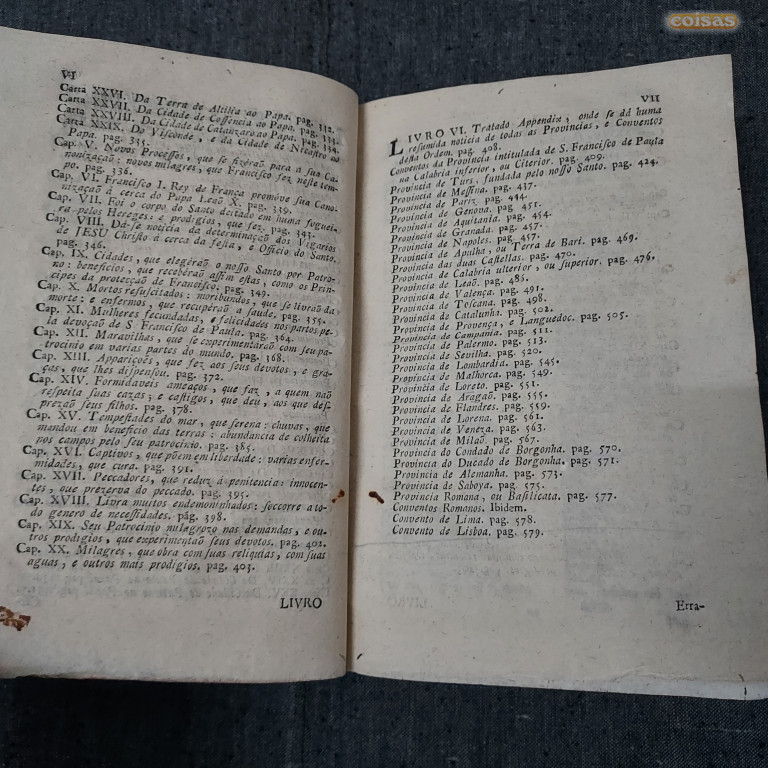 coisas
VI
Carta XXVI. Da Terra de Altilia ao Papa. pag. 332.
Carta XXVII. Da Cidade de Cossencia ao Papa. pag. 333.
Carta XXVIII. Da Cidade de Catanzaro ao Papa. pag. 334.
Carta XXIX. Do Visconde, e da Cidade de Nicastro ao
Papa. pag. 335.
Cap. V. Novos Processos, que se fizeraõ para a sua Ca-
nonizaçaõ: novos milagres, que Francisco fez neste tem-
po. pag. 336.
Cap. VI. Francisco I. Rey de França promove sua Cano-
nizaçaõ á cerca do Papa Leaõ X. pag. 339.
Cap. VII. Foi o corpo do Santo deitado em huma foguei-
ra pelos Hereges: e prodigios, que fez. pag. 343.
Cap. VIII. Dá-se noticia da determinaçaõ dos Vigarios
de JESU Christo á cerca da festa, e Officio do Santo.
pag. 346.
Cap. IX. Cidades, que elegeraõ o nosso Santo por Patro-
no: beneficios, que receberaõ assim estas, como os Prin-
cipes da protecçaõ de Francisco. pag. 349.
Cap. X. Mortos resuscitados: moribundos, que se livraõ da
morte: e enfermos, que recuperaõ a saude. pag. 355.
Cap. XI. Mulheres fecundadas, e felicidades nos partos pe-
la devoçaõ de S. Francisco de Paula. pag. 364.
Cap. XII. Maravilhas, que se experimentaraõ com seu pa-
trocinio em varias partes do mundo. pag. 368.
Cap. XIII. Apparições, que fez aos seus devotos, e gra-
ças, que lhes dispensou. pag. 372.
Cap. XIV. Formidaveis ameaços, que faz, a quem naõ
respeita suas cazas; e castigos, que deu, aos que des-
prezaõ seus filhos. pag. 378.
Cap. XV. Tempestades do mar, que serena: chuvas, que
mandou em beneficio das terras: abundancia de colheita
nos campos pelo seu patrocinio. pag. 385.
Cap. XVI. Captivos, que põem em liberdade: varias enfer-
midades, que cura. pag. 391.
Cap. XVII. Peccadores, que reduz á penitencia: innocen-
tes, que prezerva do peccado. pag. 395.
Cap. XVIII. Livra muitos endemoninhados: soccorre a to-
do genero de necessidades. pag. 398.
Cap. XIX. Seu Patrocinio milagrozo nas demandas, e ou-
tros prodigios, que experimentaõ seus devotos. pag. 402.
Cap. XX. Milagres, que obra com suas reliquias, com suas
aguas, e outros mais prodigios. pag. 403.
LIVRO
VII
LIVRO VI. Tratado Appendix, onde se dá huma
resumida noticia de todas as Provincias, e Conventos
desta Ordem. pag. 408.
Conventos da Provincia intitulada de S. Francisco de Paula
na Calabria inferior, ou Citerior. pag. 409.
Provincia de Turs, fundada pelo nosso Santo. pag. 424.
Provincia de Messina. pag. 437.
Provincia de Pariz. pag. 444.
Provincia de Genova. pag. 451.
Provincia de Aquitania. pag. 454.
Provincia de Granada. pag. 457.
Provincia de Napoles. pag. 457.
Provincia de Apulha, ou Terra de Bari. pag. 469.
Provincia das duas Castellas. pag. 470.
Provincia de Calabria ulterior, ou superior. pag. 476.
Provincia de Leaõ. pag. 486.
Provincia de Valença. pag. 491.
Provincia de Toscana. pag. 498.
Provincia de Catalunha. pag. 502.
Provincia de Provença, e Languedoc. pag. 505.
Provincia de Campania. pag. 511.
Provincia de Palermo. pag. 513.
Provincia de Sevilha. pag. 520.
Provincia de Lombardia. pag. 545.
Provincia de Malhorca. pag. 549.
Provincia de Loreto. pag. 551.
Provincia de Aragaõ. pag. 555.
Provincia de Flandres. pag. 559.
Provincia de Lorena. pag. 561.
Provincia de Veneza. pag. 563.
Provincia de Milaõ. pag. 567.
Provincia do Condado de Borgonha. pag. 570.
Provincia do Ducado de Borgonha. pag. 571.
Provincia de Alemanha. pag. 573.
Provincia de Saboya. pag. 575.
Provincia Romana, ou Basilicata. pag. 577.
Conventos Romanos. Ibidem.
Convento de Lima. pag. 578.
Convento de Lisboa. pag. 579.
Erra-